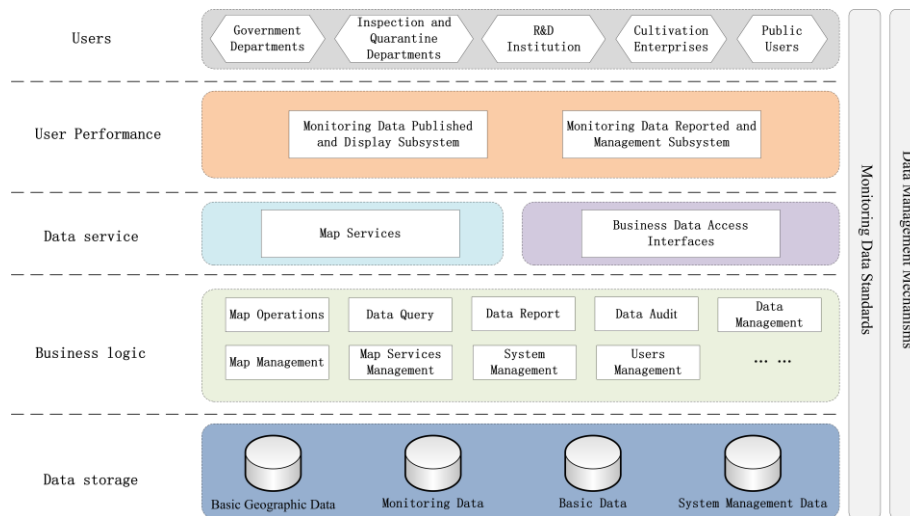 Users
Government
Departments
Inspection and
Quarantine
Departments
R&D
Institution
Cultivation
Enterprises
Public
Users
User Performance
Monitoring Data Published
and Display Subsystem
Monitoring Data Reported and
Management Subsystem
Data service
Map Services
Business Data Access
Interfaces
Business logic
Map Operations
Data Query
Data Report
Data Audit
Data
Management
Map Management
Map Services
Management
System
Management
Users
Management
... ...
Data storage
Basic Geographic Data
Monitoring Data
Basic Data
System Management Data
Monitoring Data Standards
Data Management Mechanisms